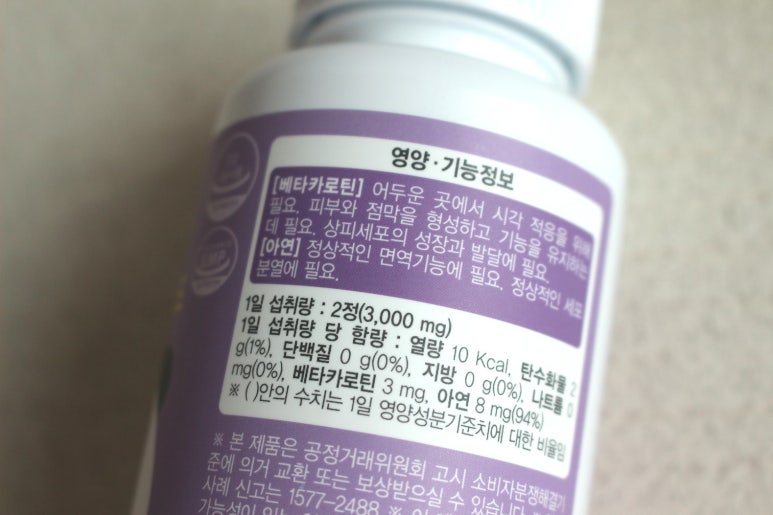 영양·기능정보
[베타카로틴] 어두운 곳에서 시각 적응을 위해
필요. 피부와 점막을 형성하고 기능을 유지하는
데 필요. 상피세포의 성장과 발달에 필요.
[아연] 정상적인 면역기능에 필요. 정상적인 세포
분열에 필요.
1일 섭취량 : 2정(3,000 mg)
1일 섭취량 당 함량 : 열량 10 Kcal, 탄수화물 2
g(1%), 단백질 0 g(0%), 지방 0 g(0%), 나트륨 0
mg(0%), 베타카로틴 3 mg, 아연 8 mg(94%)
※ ( )안의 수치는 1일 영양성분기준치에 대한 비율임
※ 본 제품은 공정거래위원회 고시 소비자분쟁해결기
준에 의거 교환 또는 보상받으실 수 있습니다.
사례 신고는 1577-2488 ※
GMP